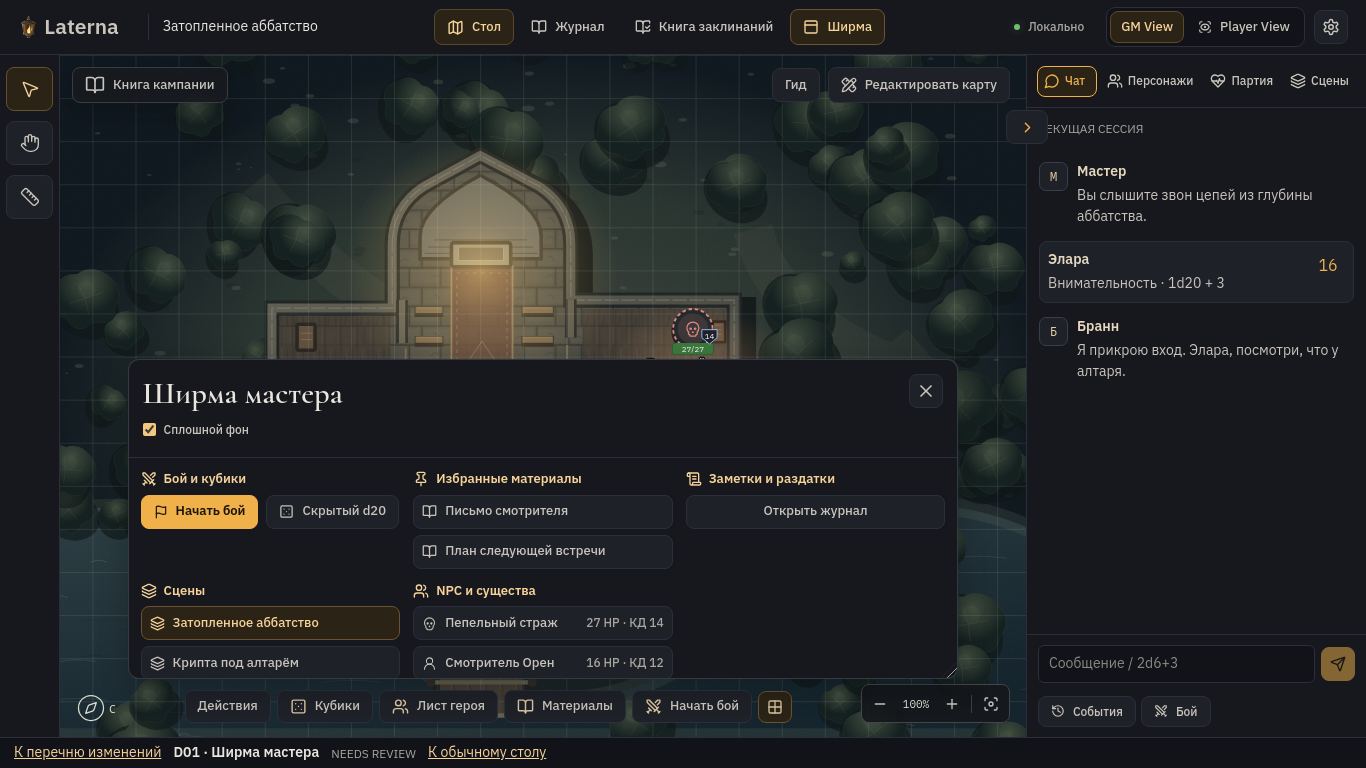 Laterna
Затопленное аббатство
Стол
Журнал
Книга заклинаний
Ширма
Локально
GM View
Player View
Книга кампании
Гид
Редактировать карту
Чат
Персонажи
Партия
Сцены
ЕКУЩАЯ СЕССИЯ
М
Мастер
Вы слышите звон цепей из глубины
аббатства.
Элара
16
Внимательность · 1d20 + 3
Б
Бранн
Я прикрою вход. Элара, посмотри, что у
алтаря.
14
27/27
Ширма мастера
Сплошной фон
Бой и кубики
Начать бой
Скрытый d20
Избранные материалы
Письмо смотрителя
План следующей встречи
Заметки и раздатки
Открыть журнал
Сцены
Затопленное аббатство
Крипта под алтарём
NPC и существа
Пепельный страж 27 HP · КД 14
Смотритель Орен 16 HP · КД 12
С
Действия
Кубики
Лист героя
Материалы
Начать бой
100%
Сообщение / 2d6+3
События
Бой
К перечню изменений D01 · Ширма мастера NEEDS REVIEW К обычному столу